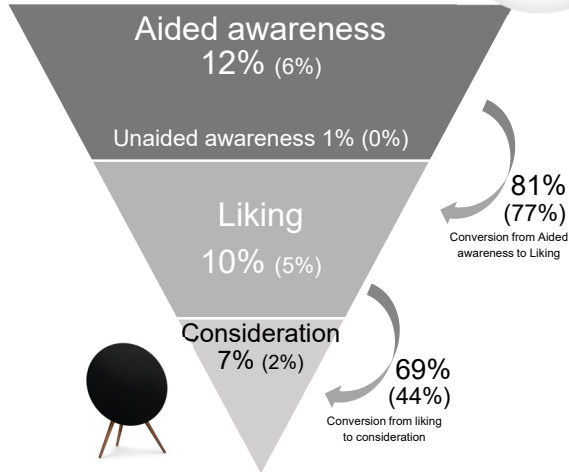 Aided awareness
12% (6%)
Unaided awareness 1% (0%)
81%
(77%)
Conversion from Aided
awareness to Liking
Liking
10% (5%)
Consideration
7% (2%)
69%
(44%)
Conversion from liking
to consideration